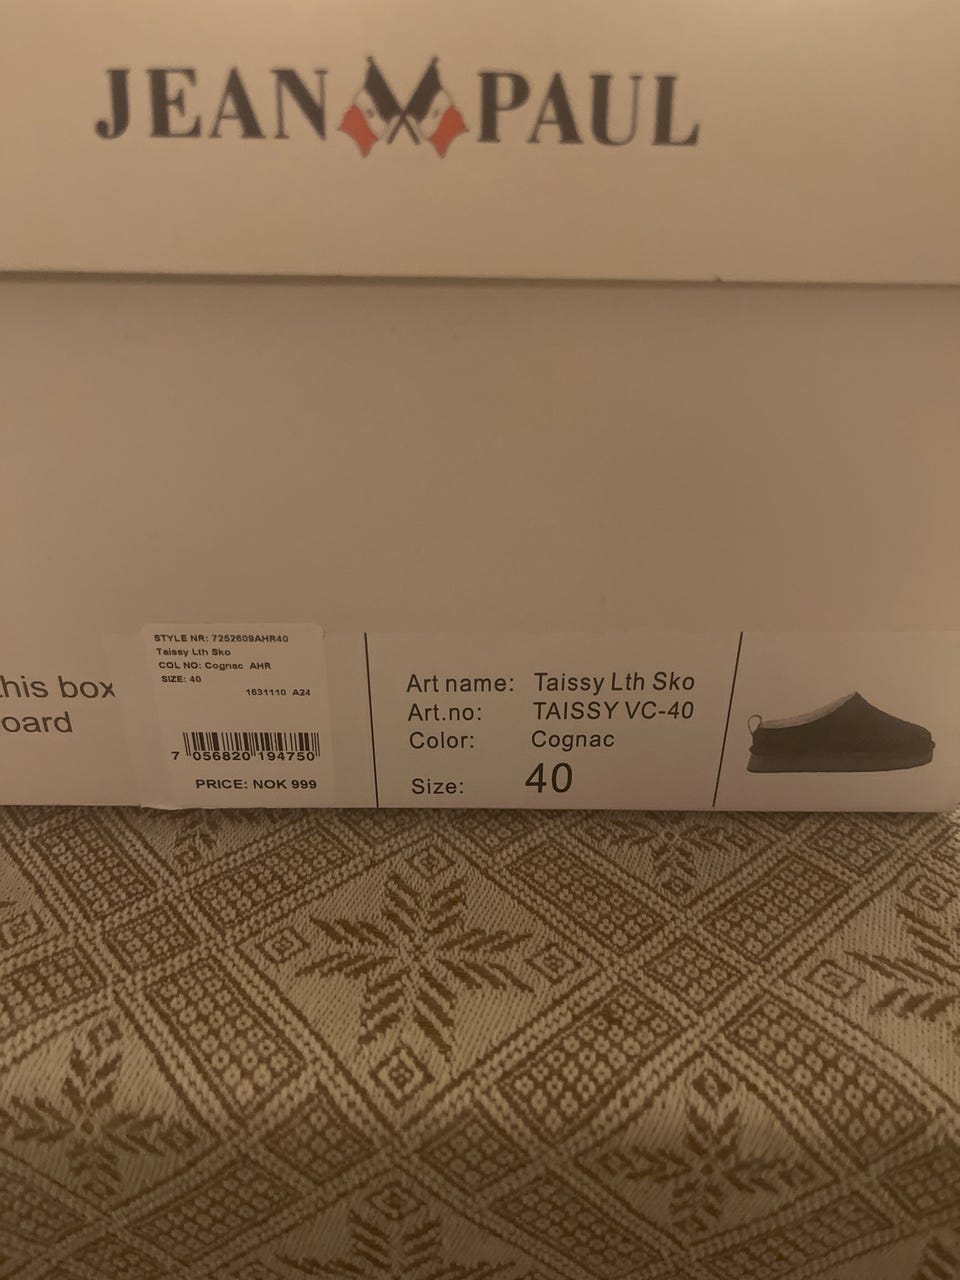 JEAN PAUL
this box
oard
STYLE NR: 7252609AHR40
Taissy Lth Sko
COL NO: Cognac AHR
SIZE: 40
1631110 A24
7 056820 194750
PRICE: NOK 999
Art name: Taissy Lth Sko
Art.no: TAISSY VC-40
Color: Cognac
Size: 40